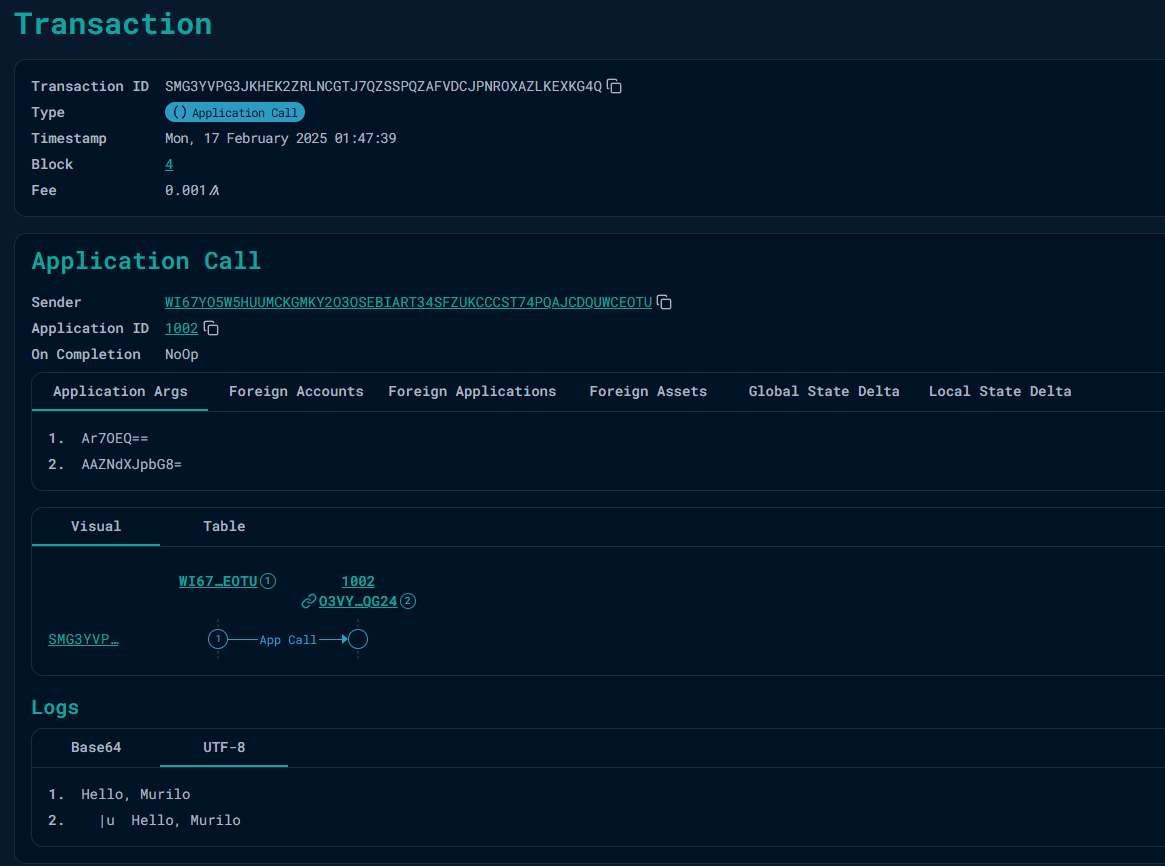 Transaction
Transaction ID SMG3YVPG3JKHEK2ZRLNCGTJ7QZSSPQZAFVDCJPNROXAZLKEXKG4Q
Type () Application Call
Timestamp Mon, 17 February 2025 01:47:39
Block 4
Fee 0.001
Application Call
Sender WI67YO5W5HUUMCKGMKY2O3OSEBIART34SFZUKCCCST74PQAJCDQUWCEOTU
Application ID 1002
On Completion NoOp
Application Args Foreign Accounts Foreign Applications Foreign Assets Global State Delta Local State Delta
1. Ar7OEQ==
2. AAZNdXJpbG8=
Visual Table
WI67…EOTU 1 1002
O3VY…QG24 2
SMG3YVP… 1 App Call
Logs
Base64 UTF-8
1. Hello, Murilo
2. |u Hello, Murilo